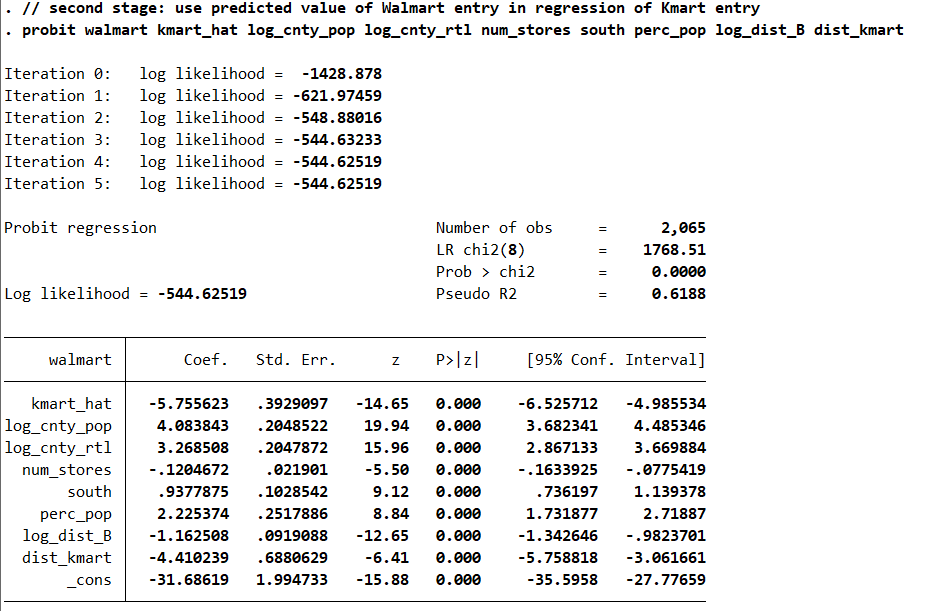 . // second stage: use predicted value of Walmart entry in regression of Kmart entry
. probit walmart kmart_hat log_cnty_pop log_cnty_rtl num_stores south perc_pop log_dist_B dist_kmart
Iteration 0:   log likelihood =  -1428.878
Iteration 1:   log likelihood = -621.97459
Iteration 2:   log likelihood = -548.88016
Iteration 3:   log likelihood = -544.63233
Iteration 4:   log likelihood = -544.62519
Iteration 5:   log likelihood = -544.62519
Probit regression                               Number of obs     =      2,065
LR chi2(8)        =    1768.51
Prob > chi2       =     0.0000
Log likelihood = -544.62519                     Pseudo R2         =     0.6188
walmart |      Coef.   Std. Err.      z    P>|z|     [95% Conf. Interval]
kmart_hat |  -5.755623   .3929097   -14.65   0.000    -6.525712   -4.985534
log_cnty_pop |   4.083843   .2048522    19.94   0.000     3.682341    4.485346
log_cnty_rtl |   3.268508   .2047872    15.96   0.000     2.867133    3.669884
num_stores |  -.1204672    .021901    -5.50   0.000    -.1633925   -.0775419
south |   .9377875   .1028542     9.12   0.000      .736197    1.139378
perc_pop |   2.225374   .2517886     8.84   0.000     1.731877     2.71887
log_dist_B |  -1.162508   .0919088   -12.65   0.000    -1.342646   -.9823701
dist_kmart |  -4.410239   .6880629    -6.41   0.000    -5.758818   -3.061661
_cons |  -31.68619   1.994733   -15.88   0.000     -35.5958   -27.77659